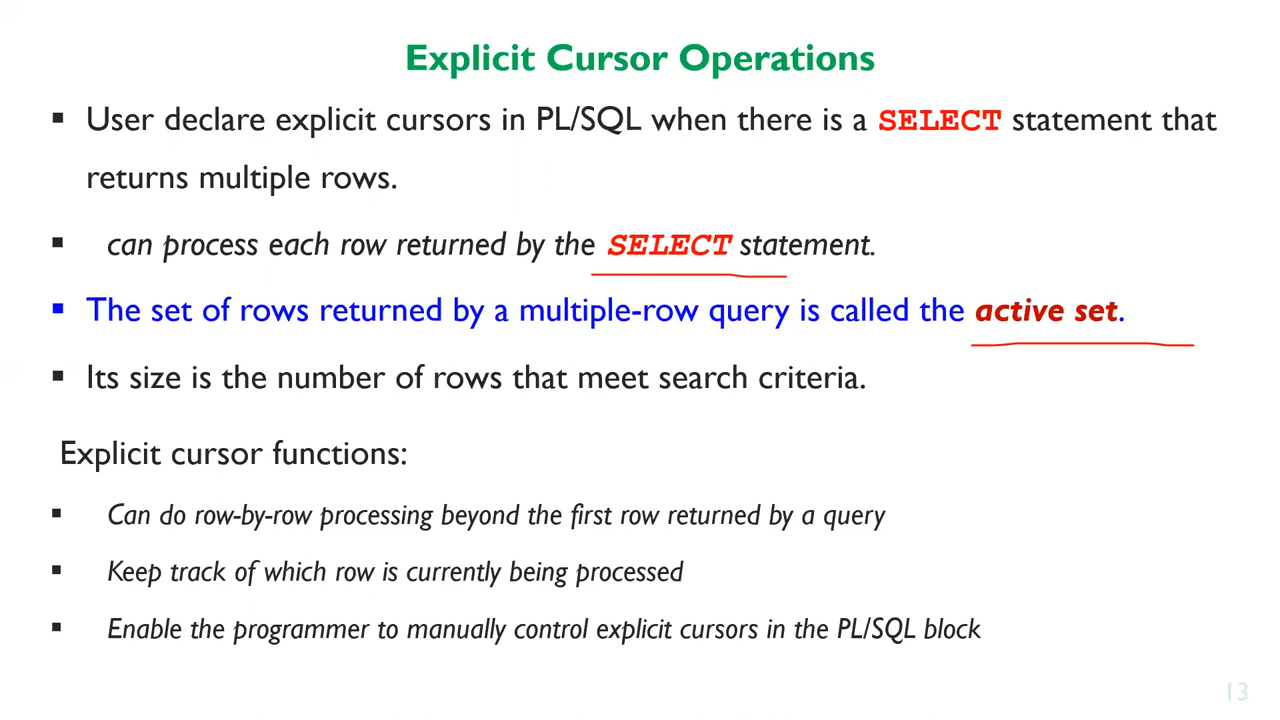 Explicit Cursor Operations
▪ User declare explicit cursors in PL/SQL when there is a SELECT statement that
returns multiple rows.
▪ can process each row returned by the SELECT statement.
▪ The set of rows returned by a multiple-row query is called the active set.
▪ Its size is the number of rows that meet search criteria.
Explicit cursor functions:
▪ Can do row-by-row processing beyond the first row returned by a query
▪ Keep track of which row is currently being processed
▪ Enable the programmer to manually control explicit cursors in the PL/SQL block
13